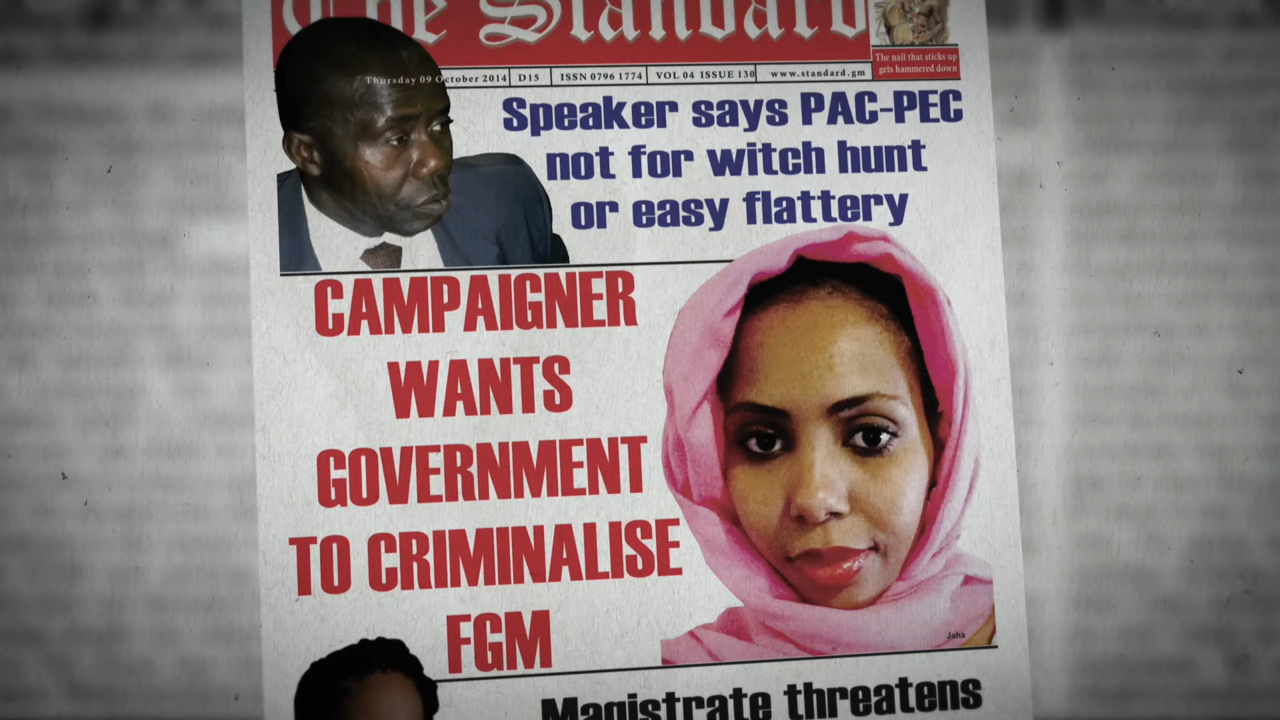 The Standard
The nail that sticks up
gets hammered down
Thursday 09 October 2014 D15 ISSN 0796 1774 VOL 04 ISSUE 130 www.standard.gm
Speaker says PAC-PEC
not for witch hunt
or easy flattery
CAMPAIGNER
WANTS
GOVERNMENT
TO CRIMINALISE
FGM
Jaha
Magistrate threatens